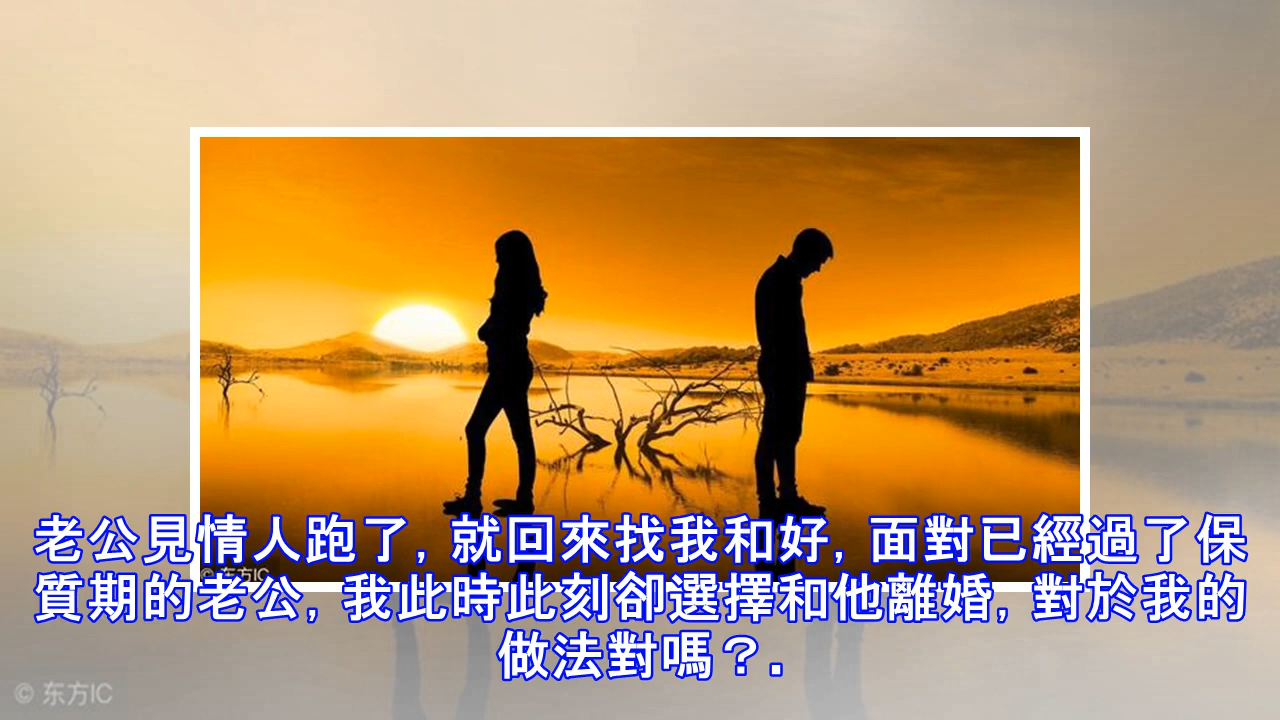 老公見情人跑了, 就回來找我和好, 面對已經過了保
質期的老公, 我此時此刻卻選擇和他離婚, 對於我的
做法對嗎？.
© 东方IC
© 东方IC